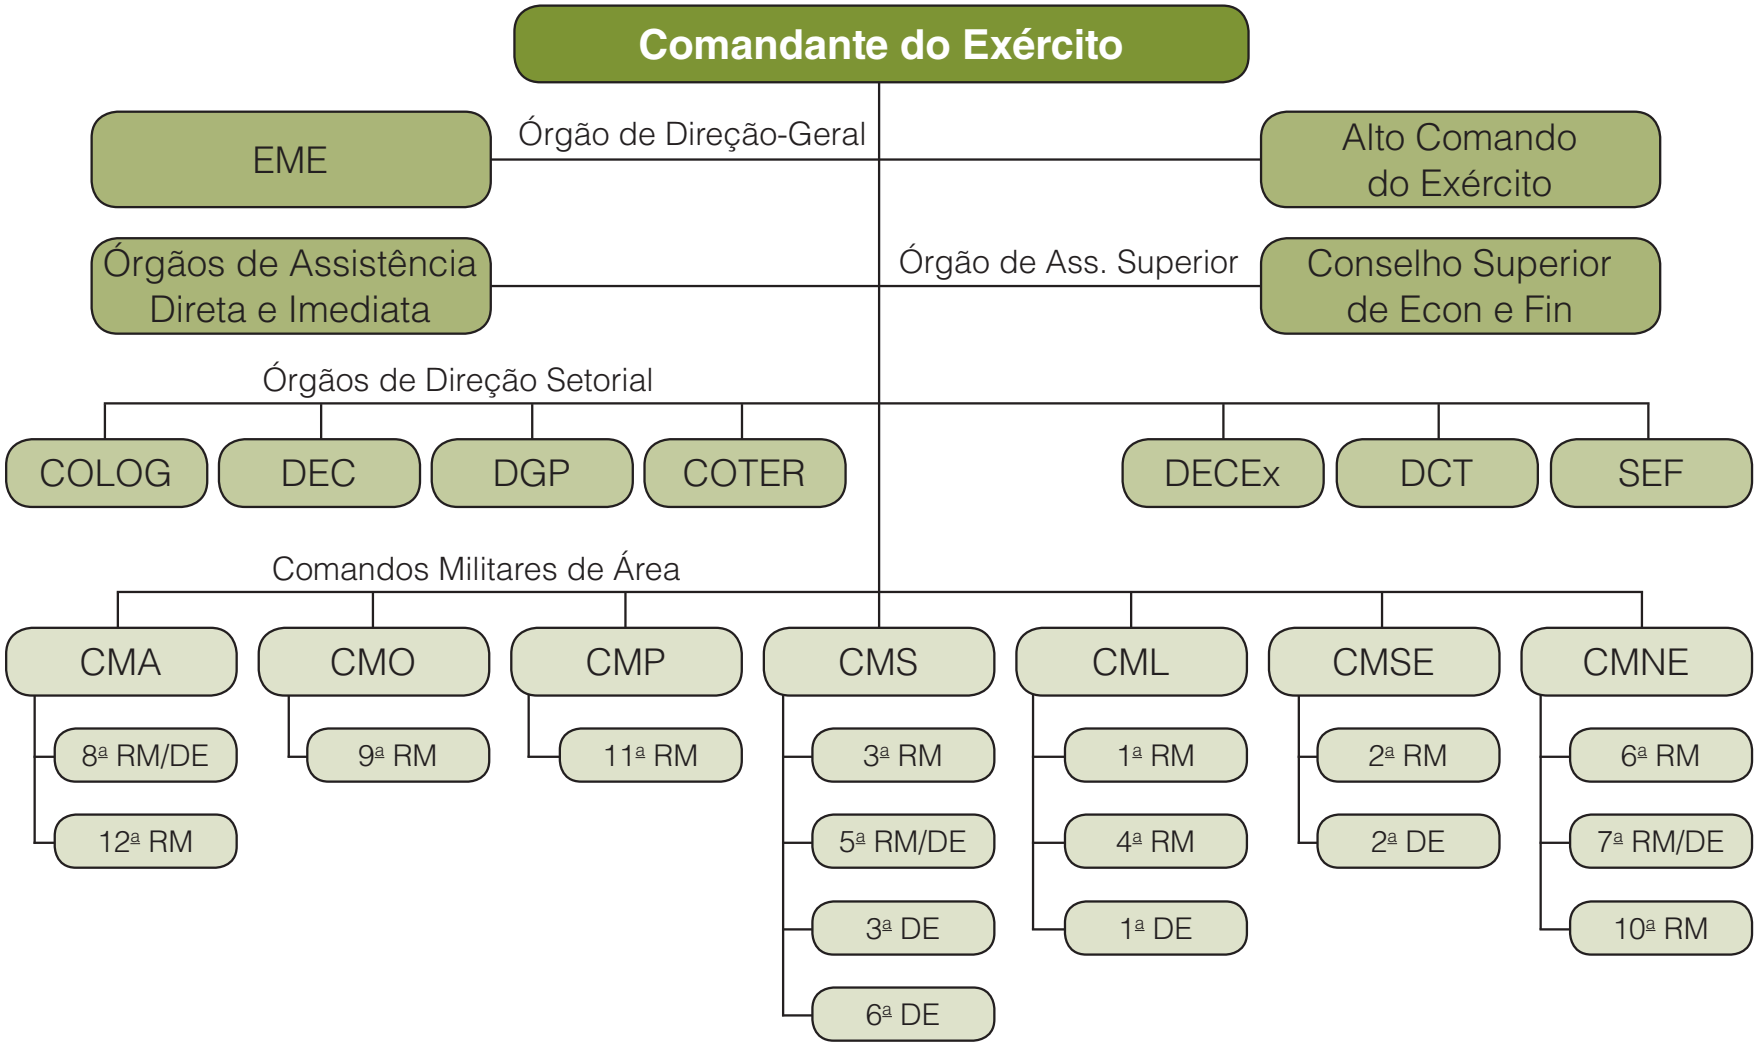 Comandante do Exército
Órgão de Direção-Geral
EME
Alto Comando
do Exército
Órgãos de Assistência
Direta e Imediata
Órgão de Ass. Superior
Conselho Superior
de Econ e Fin
Órgãos de Direção Setorial
COLOG
DEC
DGP
COTER
DECEx
DCT
SEF
Comandos Militares de Área
CMA
CMO
CMP
CMS
CML
CMSE
CMNE
8ª RM/DE
9ª RM
11ª RM
3ª RM
1ª RM
2ª RM
6ª RM
12ª RM
5ª RM/DE
4ª RM
2ª DE
7ª RM/DE
3ª DE
1ª DE
10ª RM
6ª DE